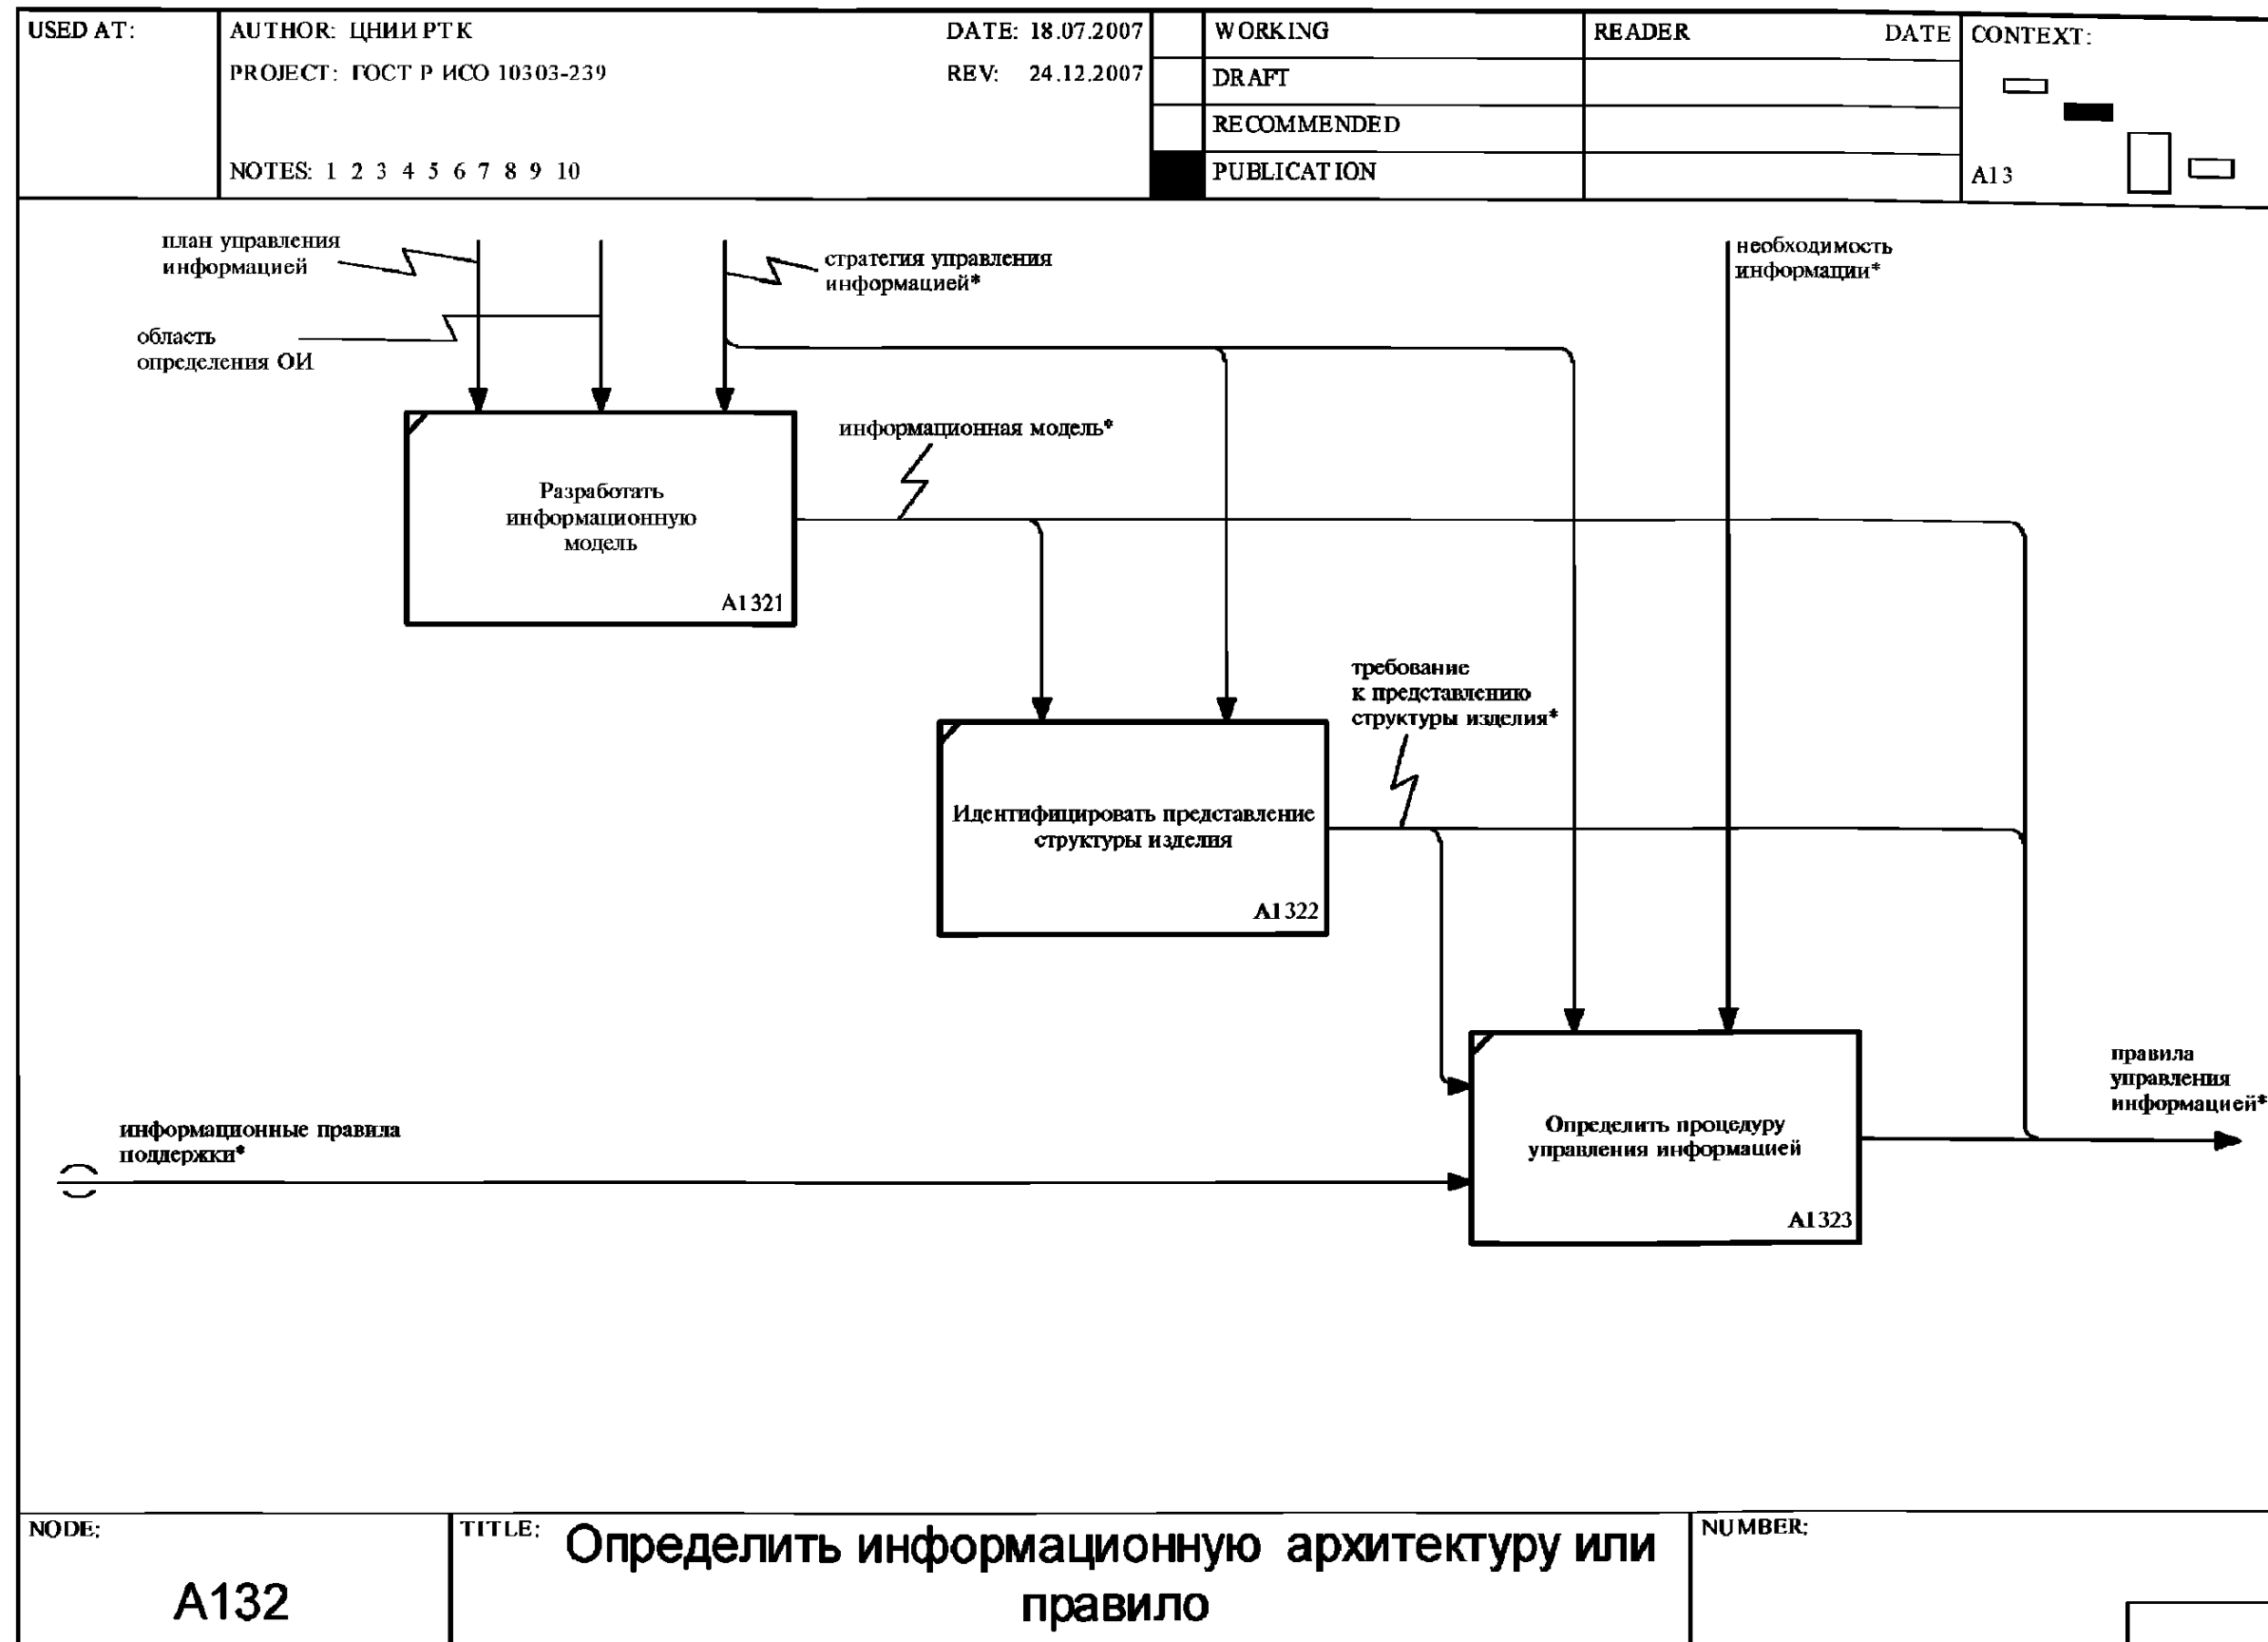 USED AT:
AUTHOR: ЦНИИ РТК
DATE: 18.07.2007
WORKING
READER
DATE
CONTEXT:
PROJECT: ГОСТ Р ИСО 10303-239
REV: 24.12.2007
DRAFT
RECOMMENDED
NOTES: 1 2 3 4 5 6 7 8 9 10
PUBLICATION
A13
план управления
информацией
стратегия управления
информацией*
необходимость
информации*
область
определения ОИ
информационная модель*
Разработать
информационную
модель
A1321
требование
к представлению
структуры изделия*
Идентифицировать представление
структуры изделия
A1322
правила
управления
информацией*
информационные правила
поддержки*
Определить процедуру
управления информацией
A1323
NODE:
TITLE:
Определить информационную архитектуру или
правило
NUMBER:
A132